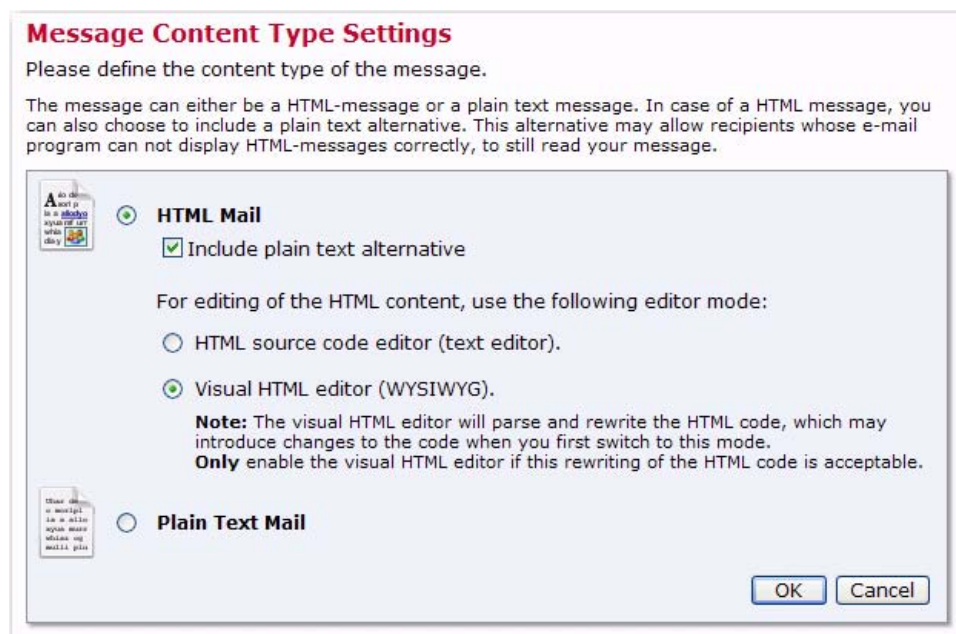 Message Content Type Settings
Please define the content type of the message.
The message can either be a HTML-message or a plain text message. In case of a HTML message, you
can also choose to include a plain text alternative. This alternative may allow recipients whose e-mail
program can not display HTML-messages correctly, to still read your message.
HTML Mail
Include plain text alternative
For editing of the HTML content, use the following editor mode:
HTML source code editor (text editor).
Visual HTML editor (WYSIWYG).
Note: The visual HTML editor will parse and rewrite the HTML code, which may
introduce changes to the code when you first switch to this mode.
Only enable the visual HTML editor if this rewriting of the HTML code is acceptable.
Plain Text Mail
OK Cancel